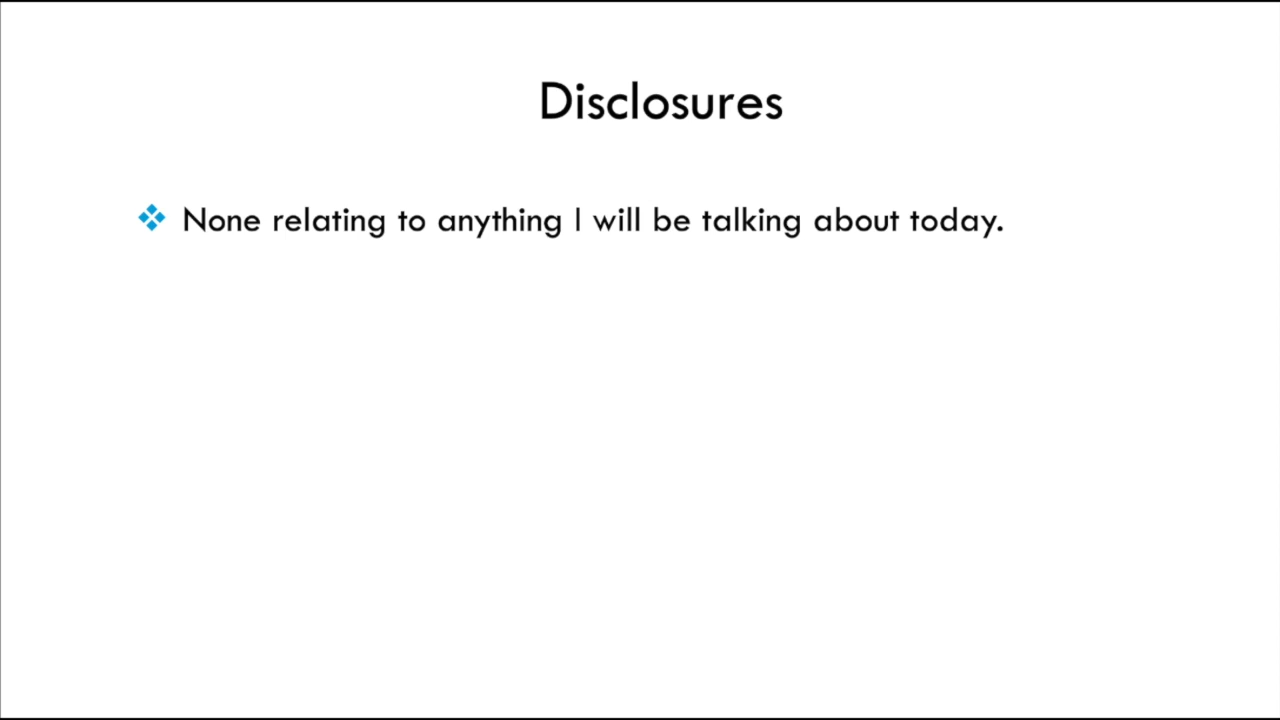 Disclosures
❖ None relating to anything I will be talking about today.